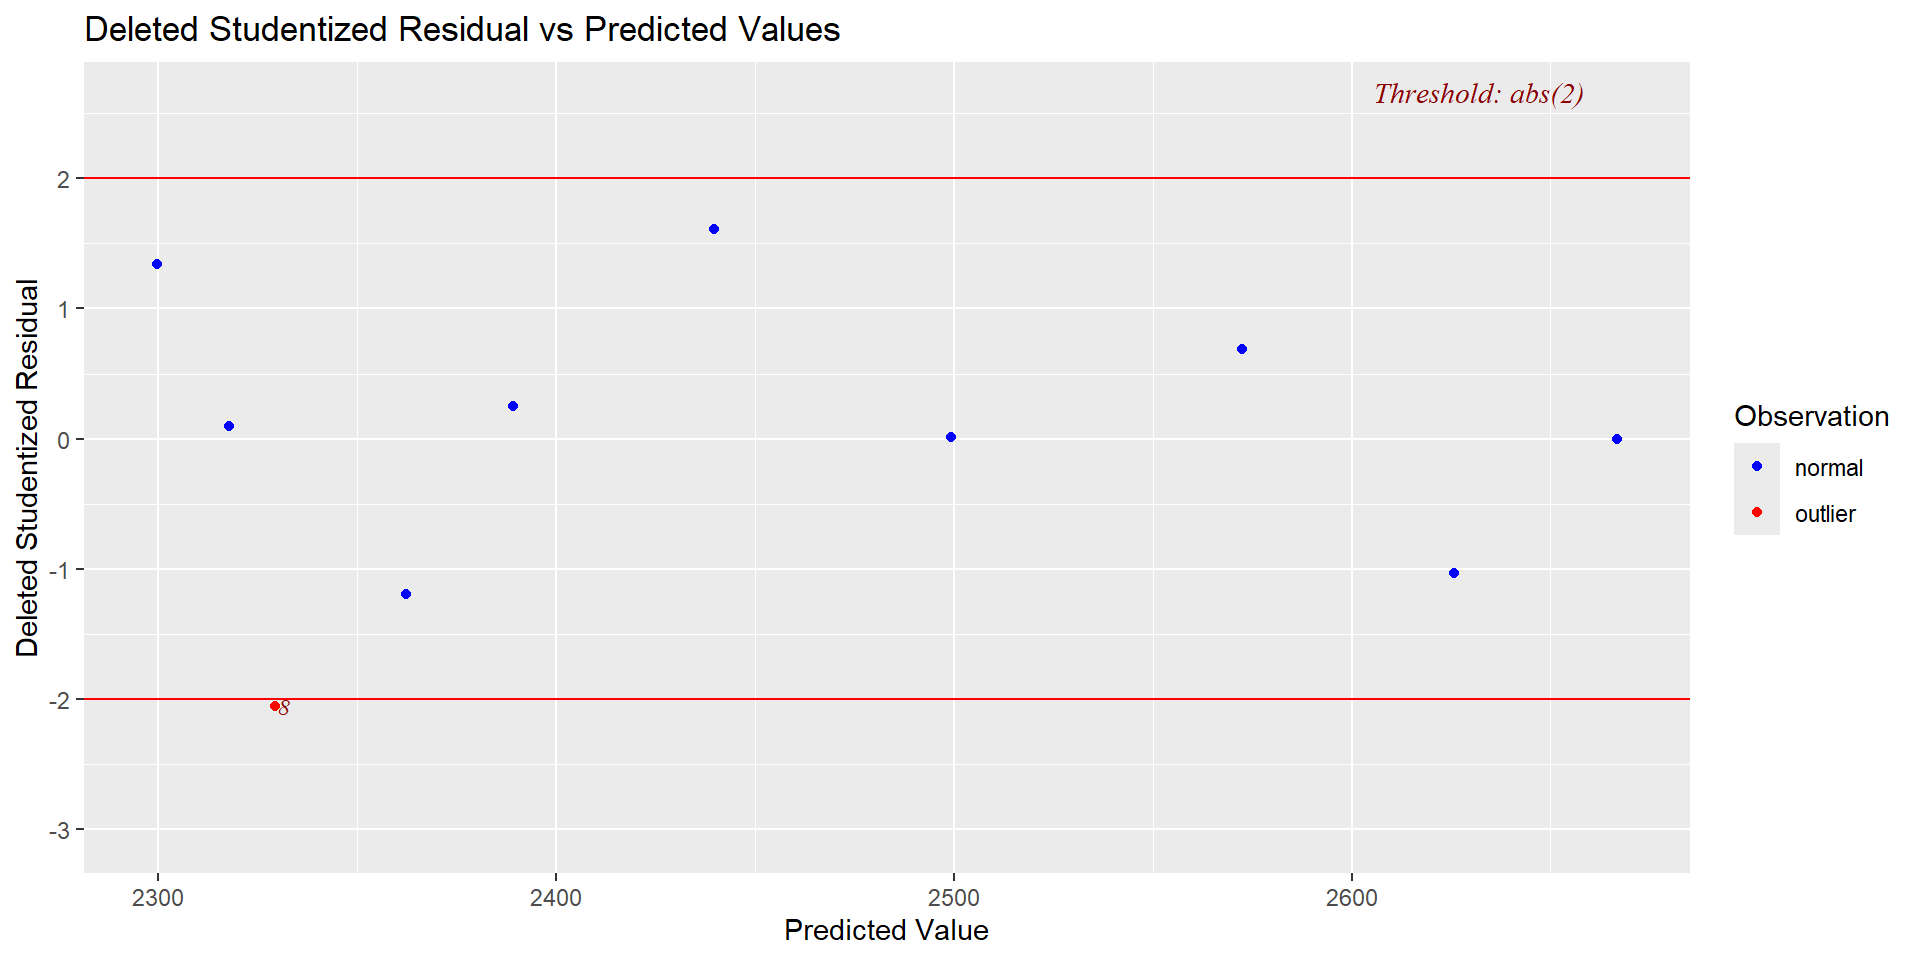 Deleted Studentized Residual vs Predicted Values
Threshold: abs(2)
Deleted Studentized Residual
2
1
0
-1
-2
-3
8
2300
2400
2500
2600
Predicted Value
Observation
normal
outlier